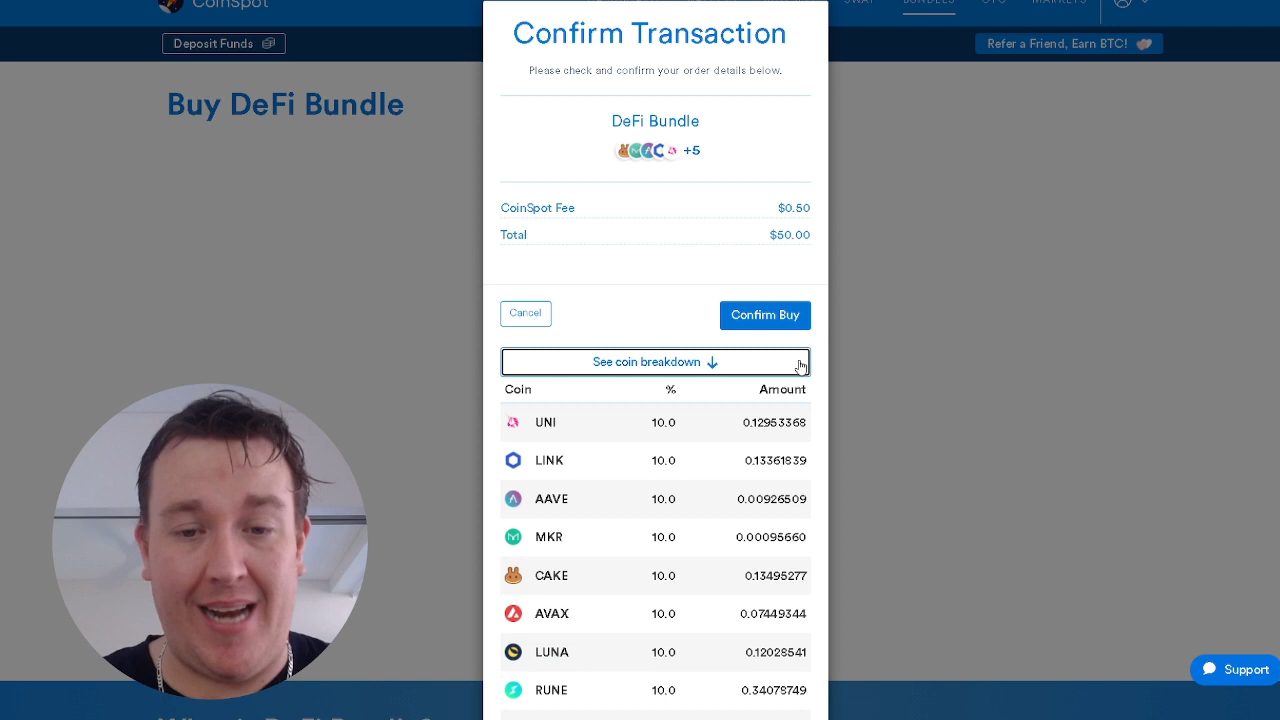 CoinSpot
BUNDLES
Deposit Funds
Refer a Friend, Earn BTC!
Buy DeFi Bundle
Confirm Transaction
Please check and confirm your order details below.
DeFi Bundle
+5
CoinSpot Fee $0.50
Total $50.00
Cancel
Confirm Buy
See coin breakdown ↓
Coin % Amount
UNI 10.0 0.12953368
LINK 10.0 0.13361839
AAVE 10.0 0.00926509
MKR 10.0 0.00095660
CAKE 10.0 0.13495277
AVAX 10.0 0.07449344
LUNA 10.0 0.12028541
RUNE 10.0 0.34078749
Support